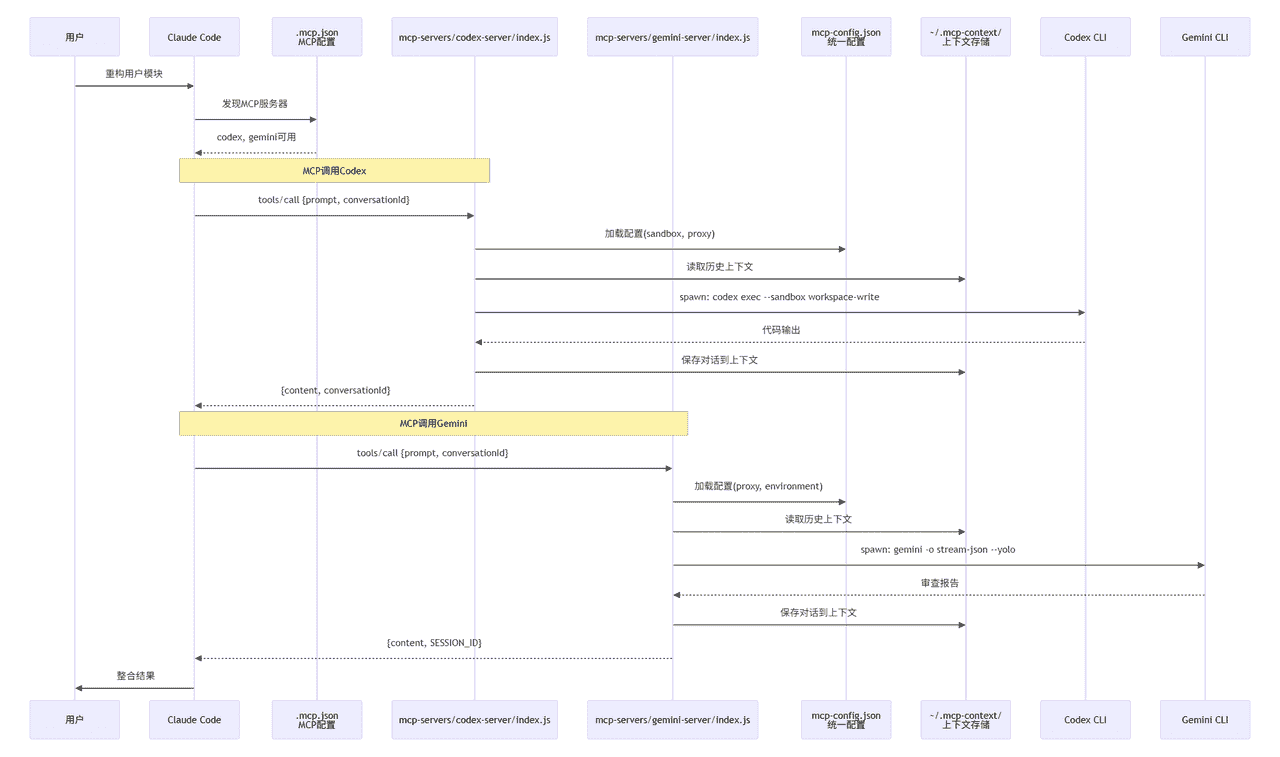 用户
Claude Code
.mcp.json
MCP配置
mcp-servers/codex-server/index.js
mcp-servers/gemini-server/index.js
mcp-config.json
统一配置
~/.mcp-context/
上下文存储
Codex CLI
Gemini CLI
重构用户模块
发现MCP服务器
codex, gemini可用
MCP调用Codex
tools/call {prompt, conversationId}
加载配置(sandbox, proxy)
读取历史上下文
spawn: codex exec --sandbox workspace-write
代码输出
保存对话到上下文
{content, conversationId}
MCP调用Gemini
tools/call {prompt, conversationId}
加载配置(proxy, environment)
读取历史上下文
spawn: gemini -o stream-json --yolo
审查报告
保存对话到上下文
{content, SESSION_ID}
整合结果
用户
Claude Code
.mcp.json
MCP配置
mcp-servers/codex-server/index.js
mcp-servers/gemini-server/index.js
mcp-config.json
统一配置
~/.mcp-context/
上下文存储
Codex CLI
Gemini CLI